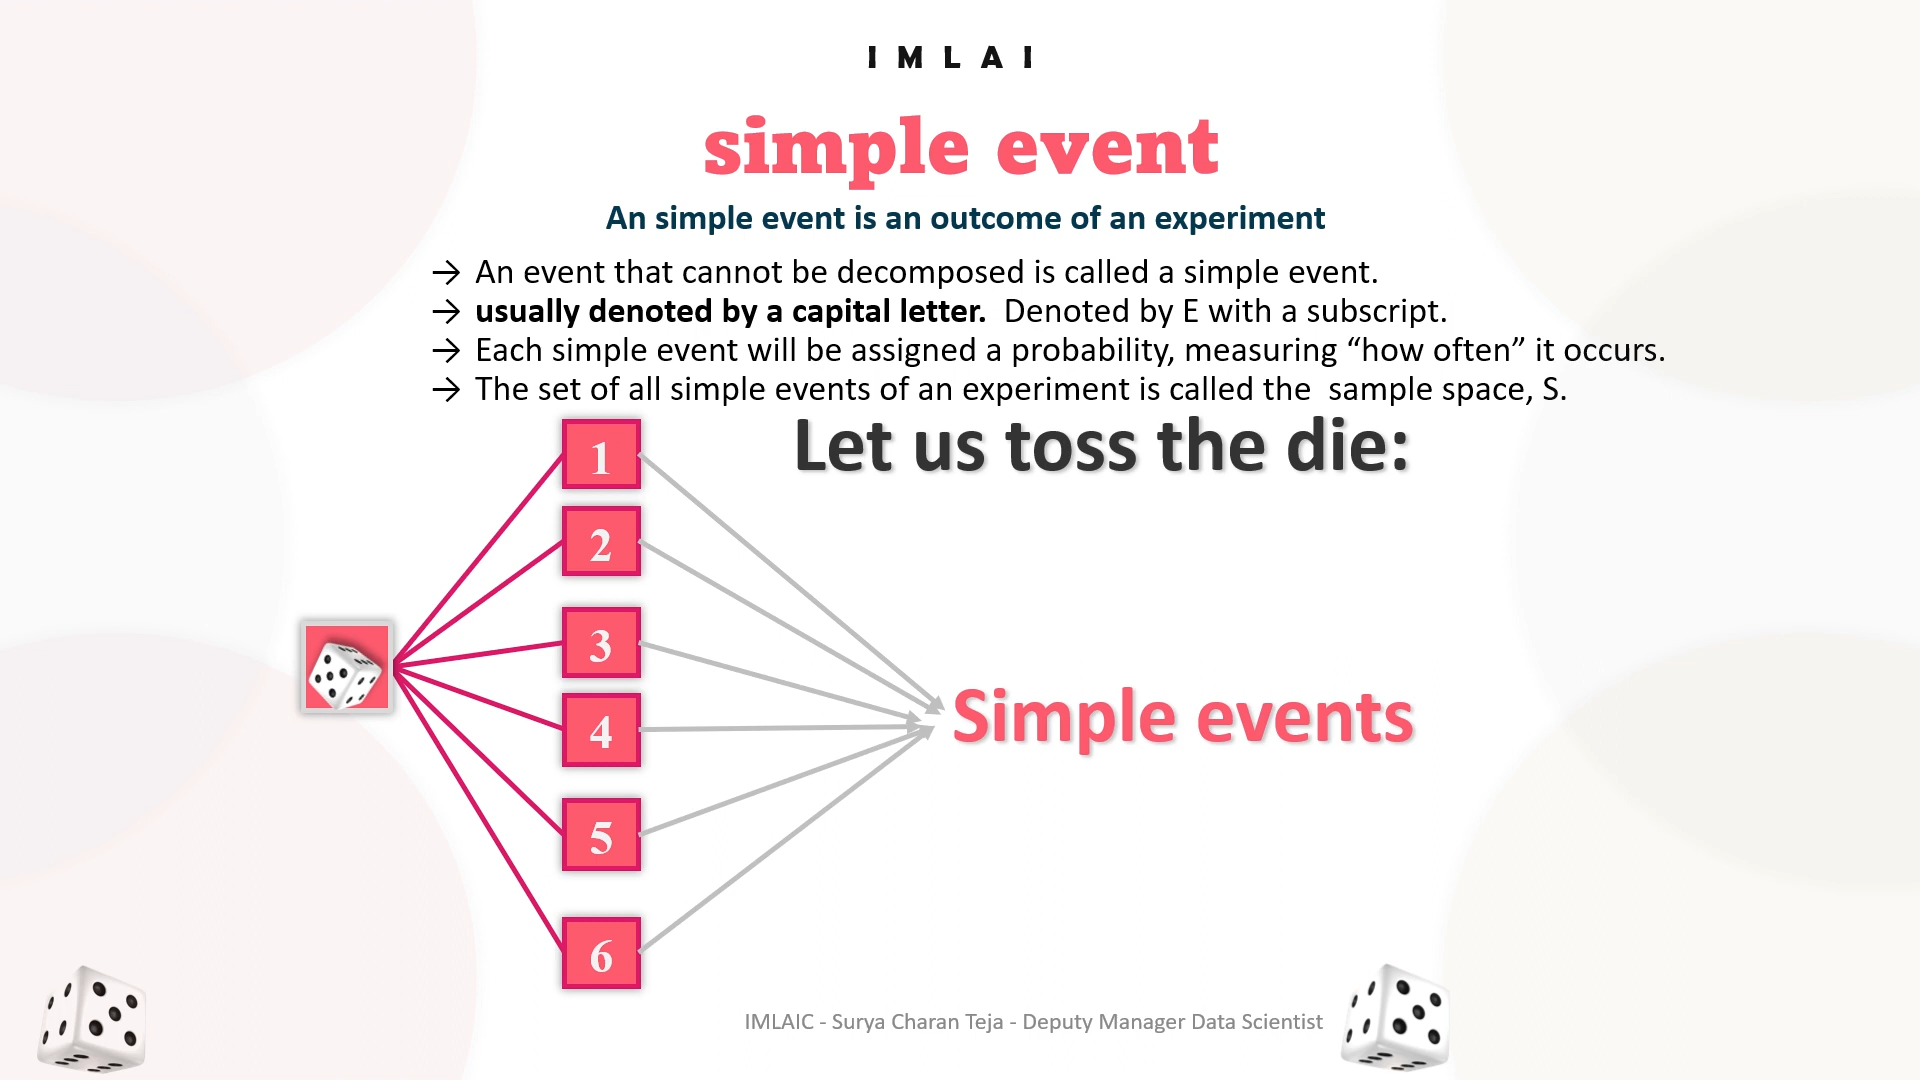 IMLAI
simple event
An simple event is an outcome of an experiment
→ An event that cannot be decomposed is called a simple event.
→ usually denoted by a capital letter. Denoted by E with a subscript.
→ Each simple event will be assigned a probability, measuring “how often” it occurs.
→ The set of all simple events of an experiment is called the sample space, S.
Let us toss the die:
1
2
3
4
5
6
Simple events
IMLAIC - Surya Charan Teja - Deputy Manager Data Scientist